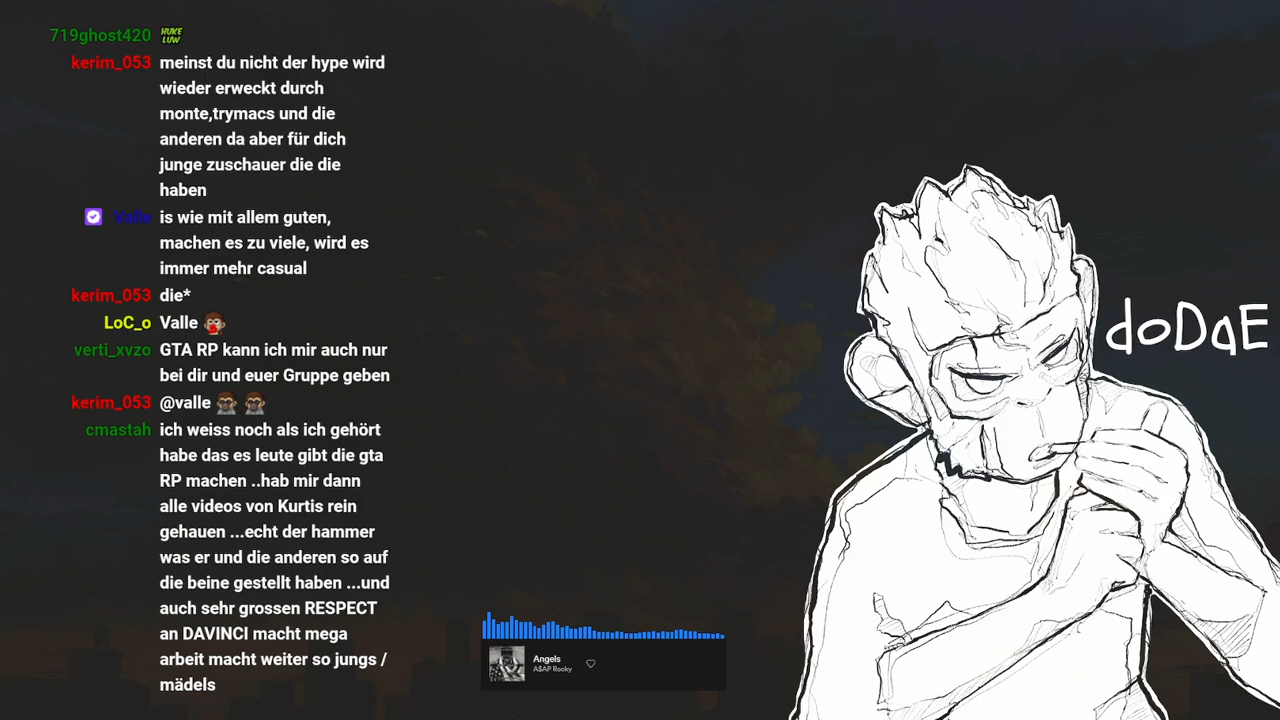 719ghost420 HUKE LUW
kerim_053 meinst du nicht der hype wird
wieder erweckt durch
monte,trymacs und die
anderen da aber für dich
junge zuschauer die die
haben
Valle is wie mit allem guten,
machen es zu viele, wird es
immer mehr casual
kerim_053 die*
LoC_o Valle
verti_xvzo GTA RP kann ich mir auch nur
bei dir und euer Gruppe geben
kerim_053 @valle
cmastah ich weiss noch als ich gehört
habe das es leute gibt die gta
RP machen ..hab mir dann
alle videos von Kurtis rein
gehauen ...echt der hammer
was er und die anderen so auf
die beine gestellt haben ...und
auch sehr grossen RESPECT
an DAVINCI macht mega
arbeit macht weiter so jungs /
mädels
doDaE
Angels
A$AP Rocky